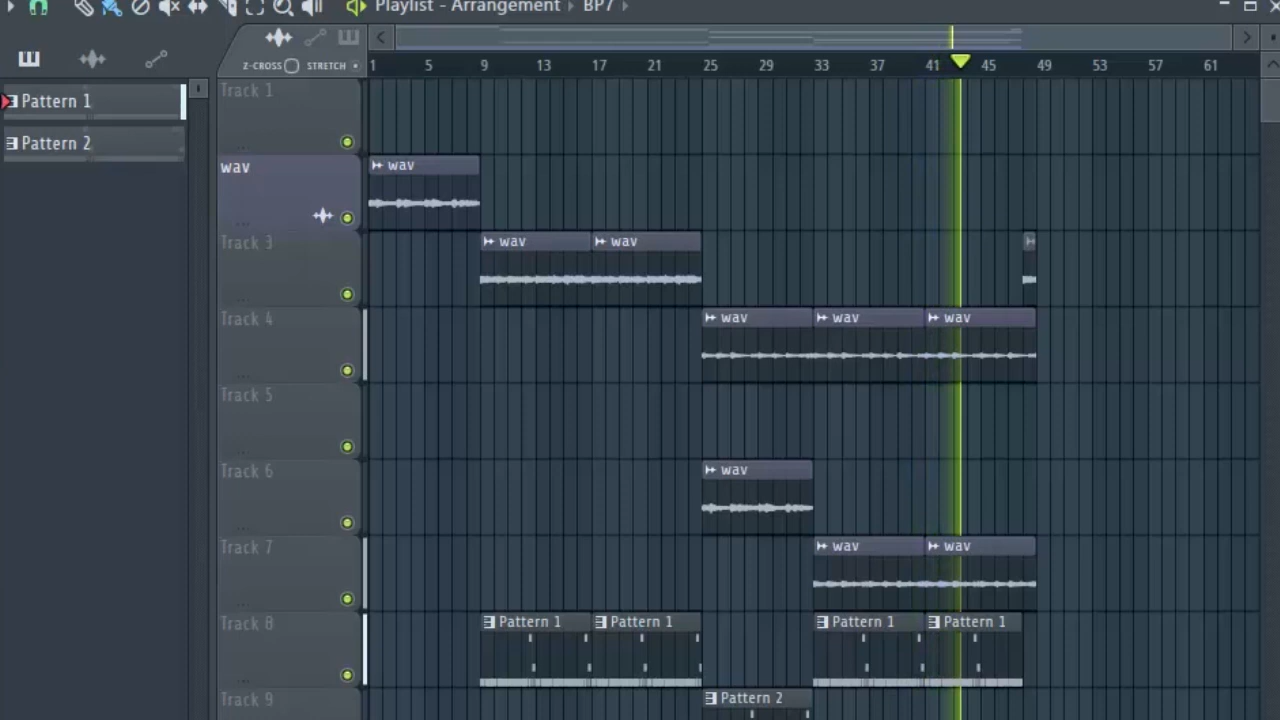 Playlist - Arrangement › BP7 ›
Z-CROSS STRETCH
1 5 9 13 17 21 25 29 33 37 41 45 49 53 57 61
Pattern 1
Pattern 2
Track 1
wav
wav
Track 3
wav wav
Track 4
wav wav wav
Track 5
Track 6
wav
Track 7
wav wav
Track 8
Pattern 1 Pattern 1 Pattern 1 Pattern 1
Track 9
Pattern 2